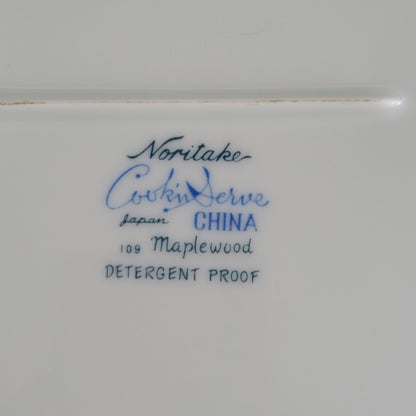 Noritake
Cook'n Serve
Japan CHINA
109 Maplewood
DETERGENT PROOF